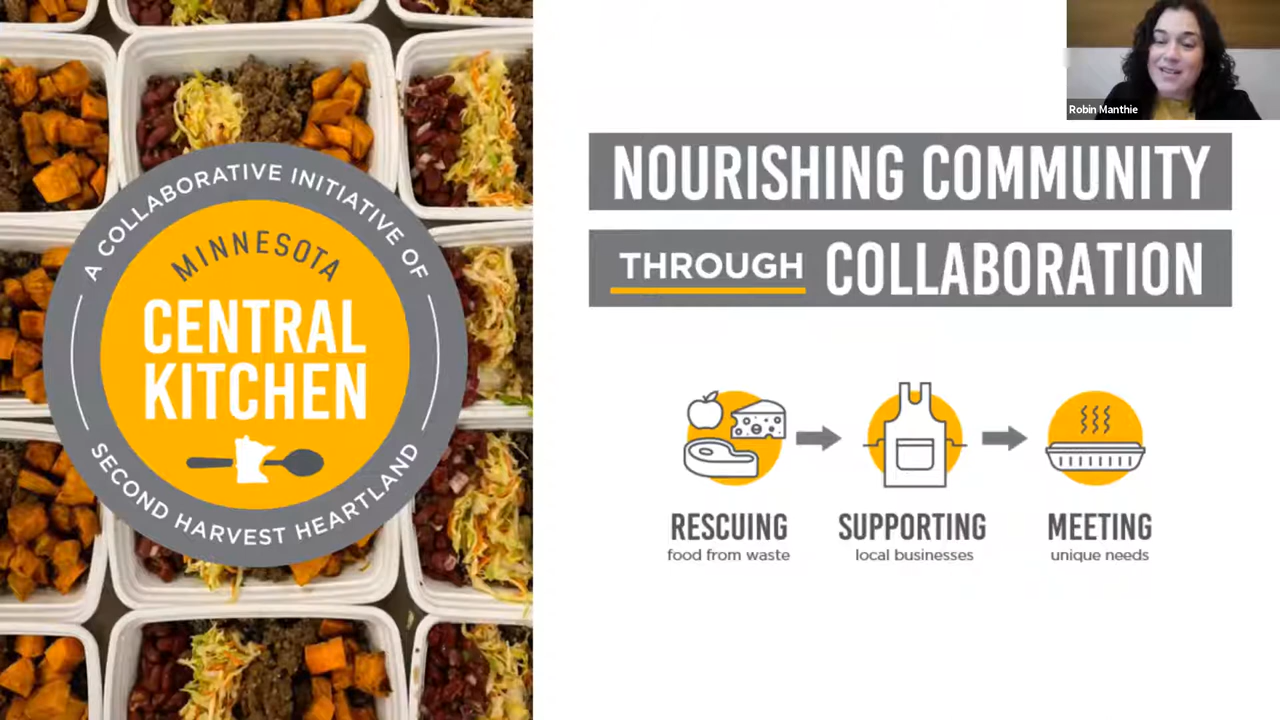 A COLLABORATIVE INITIATIVE OF
MINNESOTA
CENTRAL
KITCHEN
SECOND HARVEST HEARTLAND
Robin Manthie
NOURISHING COMMUNITY
THROUGH COLLABORATION
RESCUING
food from waste
SUPPORTING
local businesses
MEETING
unique needs